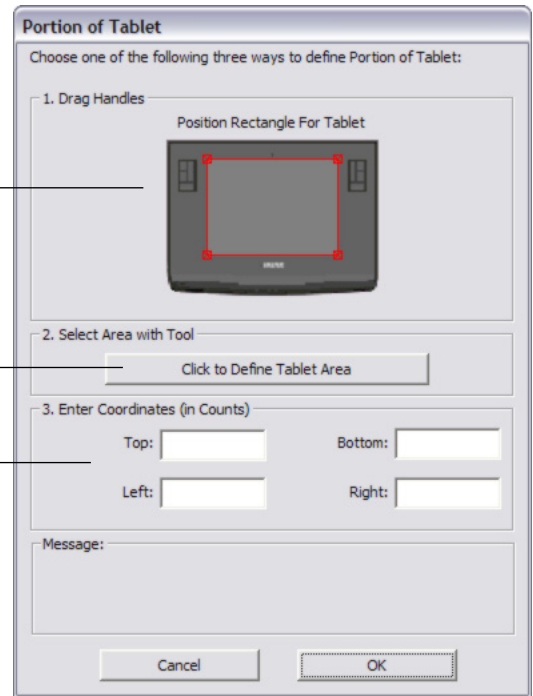 Portion of Tablet
Choose one of the following three ways to define Portion of Tablet:
1. Drag Handles
Position Rectangle For Tablet
2. Select Area with Tool
Click to Define Tablet Area
3. Enter Coordinates (in Counts)
Top:
Bottom:
Left:
Right:
Message:
Cancel
OK